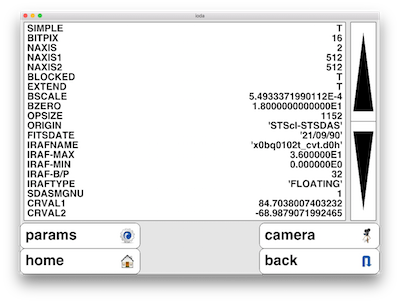 ioda
SIMPLE T
BITPIX 16
NAXIS 2
NAXIS1 512
NAXIS2 512
BLOCKED T
EXTEND T
BSCALE 5.4933371990112E-4
BZERO 1.8000000000000E1
OPSIZE 1152
ORIGIN 'STScI-STSDAS'
FITSDATE '21/09/90'
IRAFNAME 'x0bq0102t_cvt.d0h'
IRAF-MAX 3.600000E1
IRAF-MIN 0.000000E0
IRAF-B/P 32
IRAFTYPE 'FLOATING'
SDASMGNU 1
CRVAL1 84.7038007403232
CRVAL2 -68.9879071992465
params camera
home back